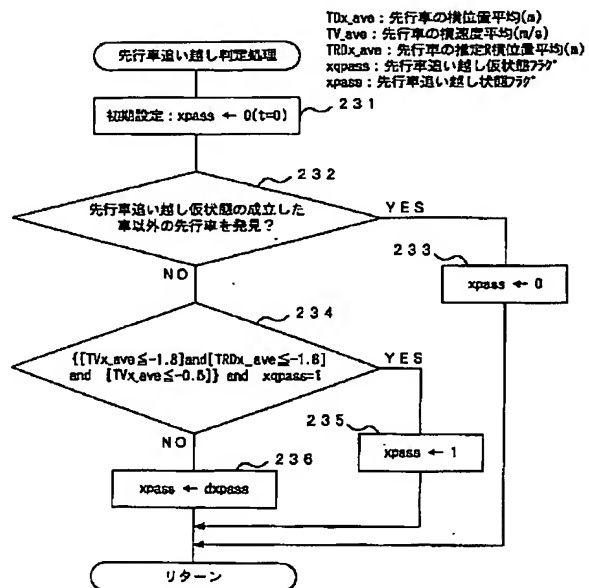 TDx_ave:先行車の横位置平均(m)
TV_ave:先行車の横速度平均(m/s)
TRDx_ave:先行車の推定R横位置平均(m)
xqpass:先行車追い越し仮状態フラグ
xpass:先行車追い越し状態フラグ
先行車追い越し判定処理
231
初期設定:xpass ← 0(t=0)
232
先行車追い越し仮状態の成立した
車以外の先行車を発見?
YES
233
xpass ← 0
NO
234
{[TVx_ave≦-1.8]and[TRDx_ave≦-1.8]
and [TVx_ave≦-0.5]} and xqpass=1
YES
235
xpass ← 1
NO
236
xpass ← dxpass
リターン